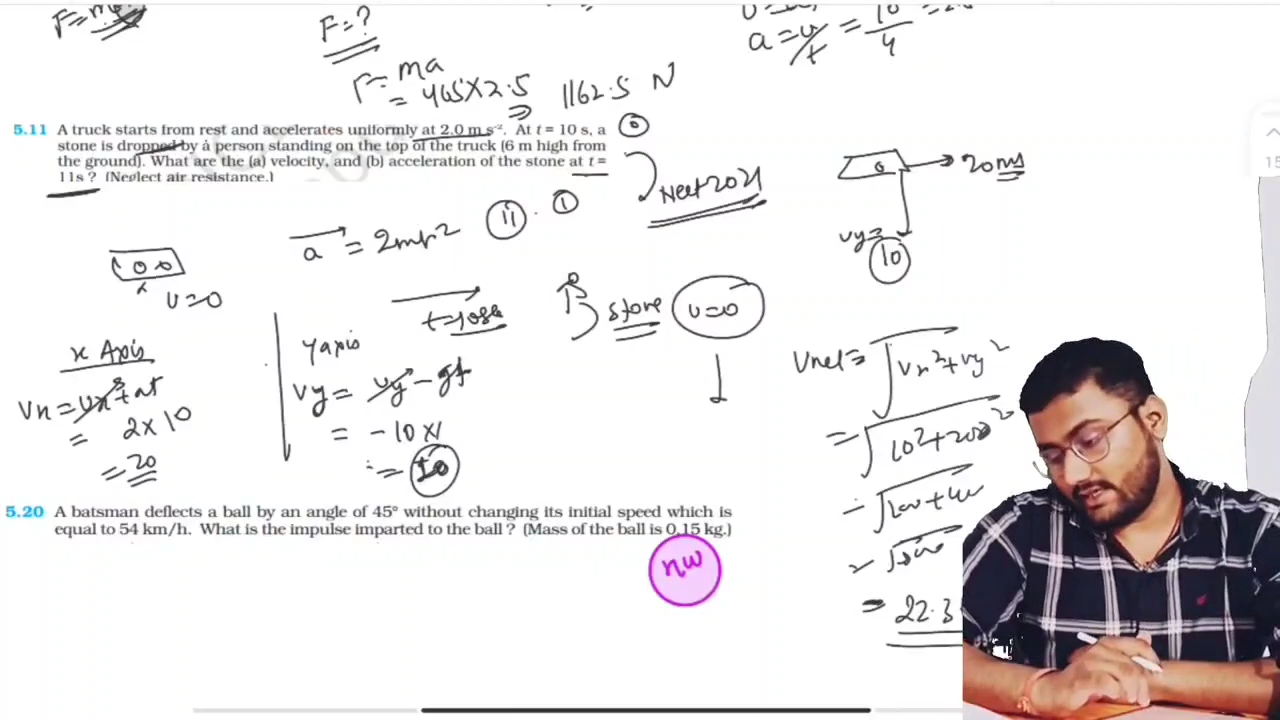 F=?
F=ma
= 465×2.5 ⇒ 1162.5 N
a = v/t = 10/4
5.11 A truck starts from rest and accelerates uniformly at 2.0 m s⁻². At t = 10 s, a
stone is dropped by a person standing on the top of the truck (6 m high from
the ground). What are the (a) velocity, and (b) acceleration of the stone at t =
11s ? (Neglect air resistance.)
Neet 2021
20 m/s
vy=
10
a = 2
11
1
u=0
t=10sec
stone
u=0
x Axis
Vx = ux + at
= 2×10
= 20
y axis
vy = uy - gt
= -10×1
= 10
Vnet = √vx²+vy²
= √10²+20²
22.3
5.20 A batsman deflects a ball by an angle of 45° without changing its initial speed which is
equal to 54 km/h. What is the impulse imparted to the ball ? (Mass of the ball is 0.15 kg.)
HW
15